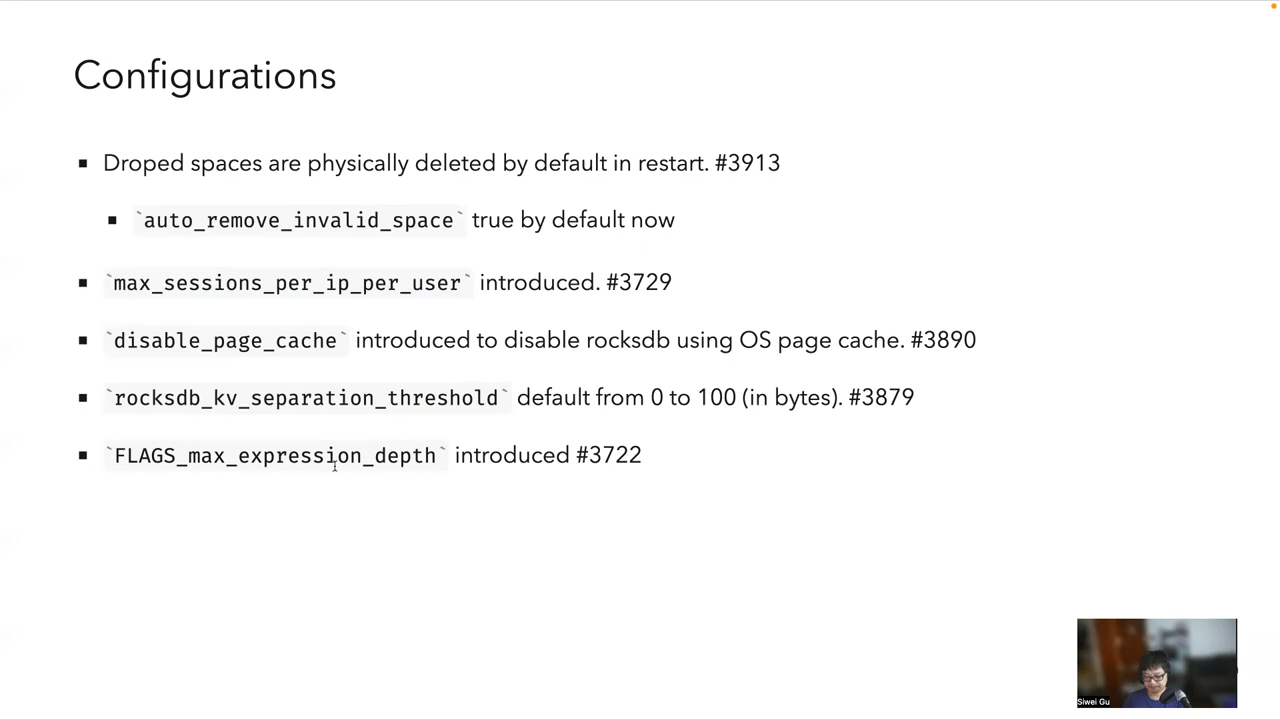 Configurations
Droped spaces are physically deleted by default in restart. #3913
`auto_remove_invalid_space` true by default now
`max_sessions_per_ip_per_user` introduced. #3729
`disable_page_cache` introduced to disable rocksdb using OS page cache. #3890
`rocksdb_kv_separation_threshold` default from 0 to 100 (in bytes). #3879
`FLAGS_max_expression_depth` introduced #3722
Siwei Gu